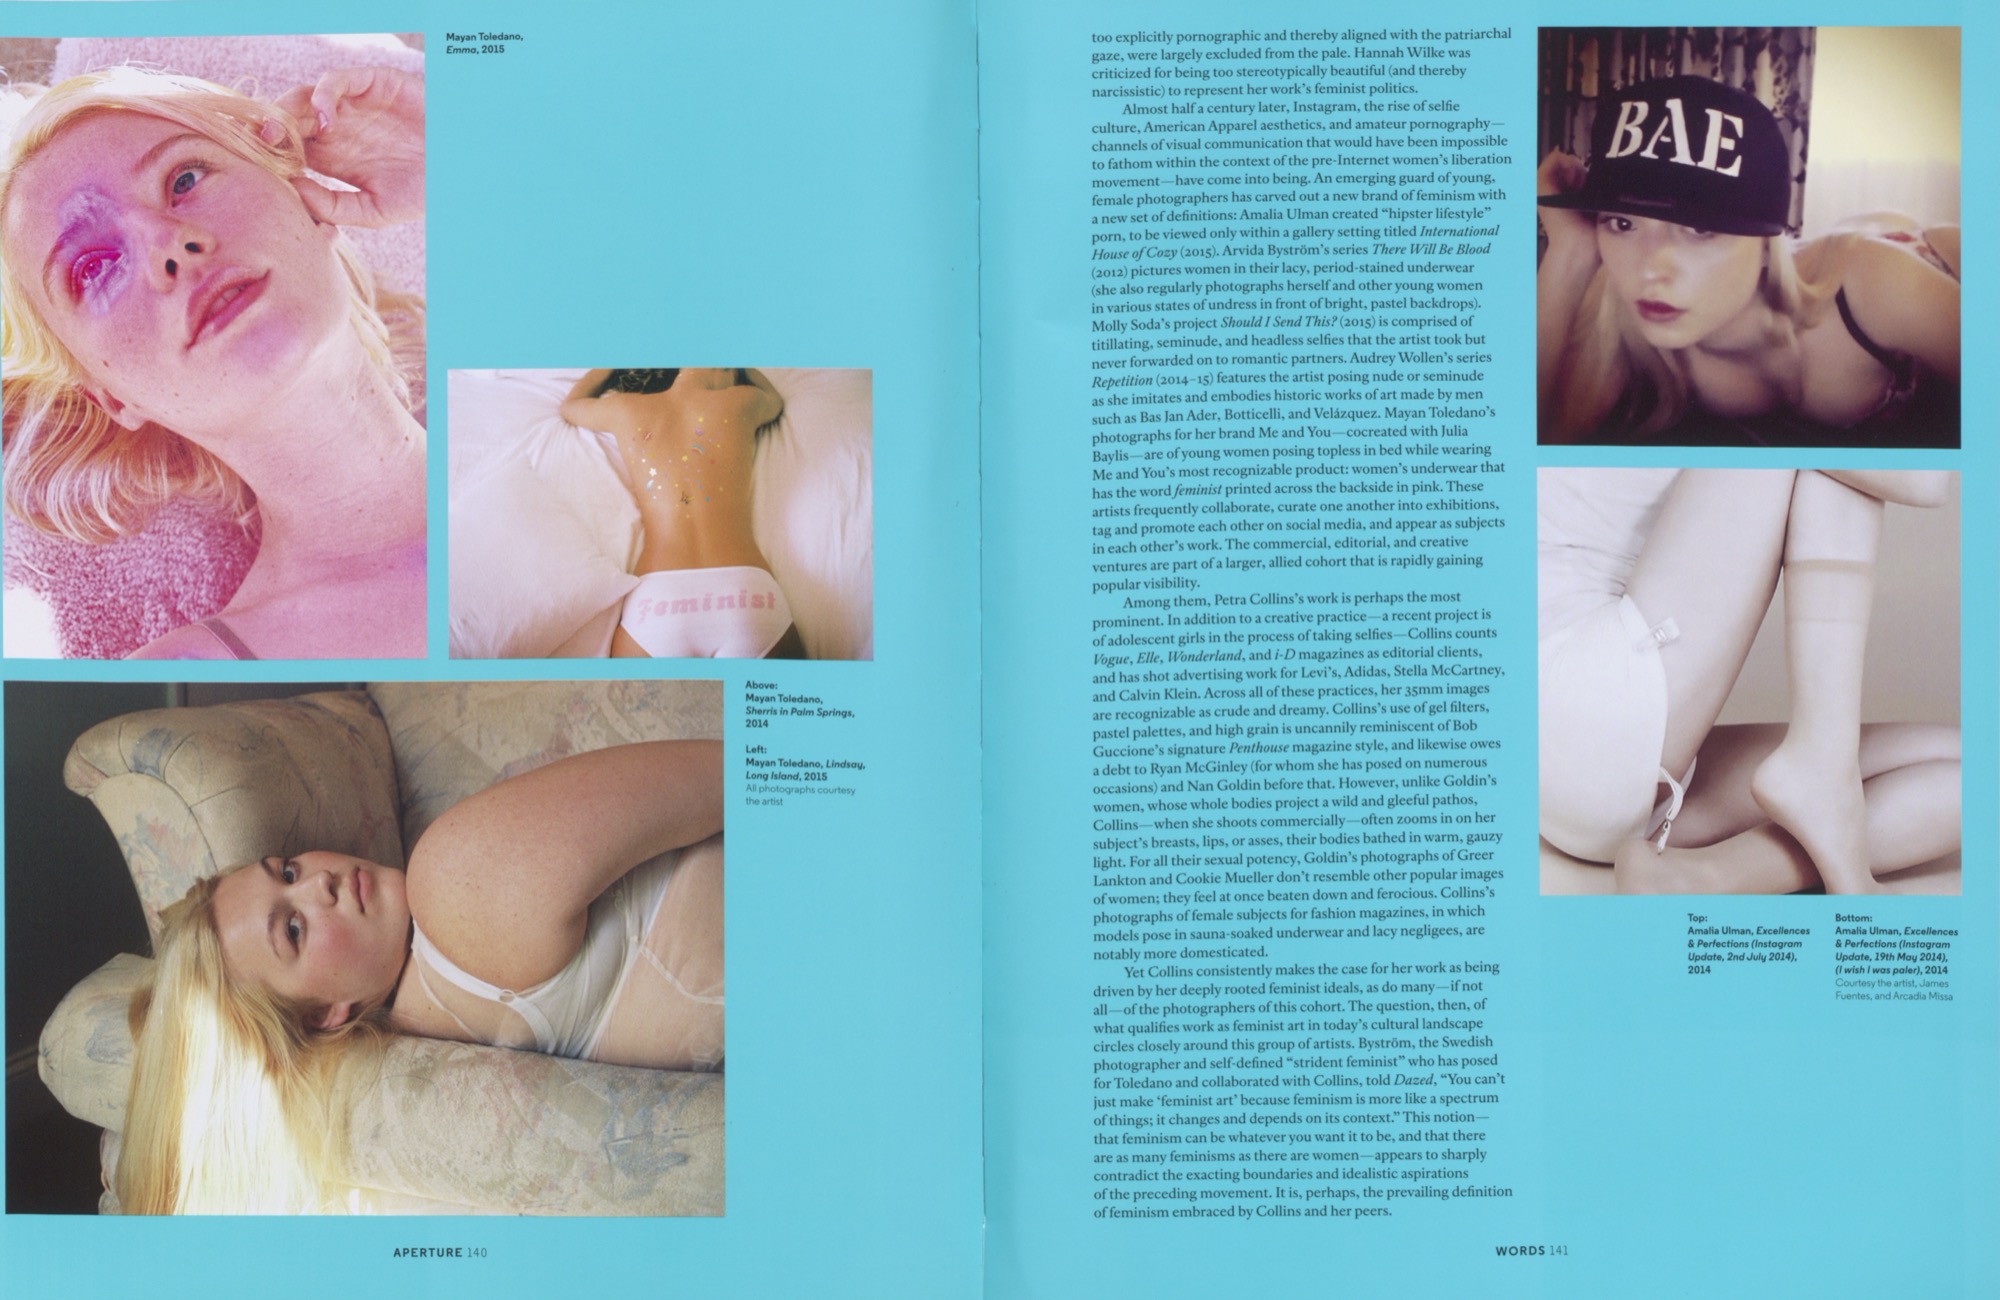 Mayan Toledano,
Emma, 2015
Feminist
Above:
Mayan Toledano,
Sherris in Palm Springs,
2014
Left:
Mayan Toledano, Lindsay,
Long Island, 2015
All photographs courtesy
the artist
APERTURE 140
too explicitly pornographic and thereby aligned with the patriarchal
gaze, were largely excluded from the pale. Hannah Wilke was
criticized for being too stereotypically beautiful (and thereby
narcissistic) to represent her work's feminist politics.
Almost half a century later, Instagram, the rise of selfie
culture, American Apparel aesthetics, and amateur pornography—
channels of visual communication that would have been impossible
to fathom within the context of the pre-Internet women's liberation
movement—have come into being. An emerging guard of young,
female photographers has carved out a new brand of feminism with
a new set of definitions: Amalia Ulman created "hipster lifestyle"
porn, to be viewed only within a gallery setting titled International
House of Cozy (2015). Arvida Byström's series There Will Be Blood
(2012) pictures women in their lacy, period-stained underwear
(she also regularly photographs herself and other young women
in various states of undress in front of bright, pastel backdrops).
Molly Soda's project Should I Send This? (2015) is comprised of
titillating, seminude, and headless selfies that the artist took but
never forwarded on to romantic partners. Audrey Wollen's series
Repetition (2014–15) features the artist posing nude or seminude
as she imitates and embodies historic works of art made by men
such as Bas Jan Ader, Botticelli, and Velázquez. Mayan Toledano's
photographs for her brand Me and You—cocreated with Julia
Baylis—are of young women posing topless in bed while wearing
Me and You's most recognizable product: women's underwear that
has the word feminist printed across the backside in pink. These
artists frequently collaborate, curate one another into exhibitions,
tag and promote each other on social media, and appear as subjects
in each other's work. The commercial, editorial, and creative
ventures are part of a larger, allied cohort that is rapidly gaining
popular visibility.
Among them, Petra Collins's work is perhaps the most
prominent. In addition to a creative practice—a recent project is
of adolescent girls in the process of taking selfies—Collins counts
Vogue, Elle, Wonderland, and i-D magazines as editorial clients,
and has shot advertising work for Levi's, Adidas, Stella McCartney,
and Calvin Klein. Across all of these practices, her 35mm images
are recognizable as crude and dreamy. Collins's use of gel filters,
pastel palettes, and high grain is uncannily reminiscent of Bob
Guccione's signature Penthouse magazine style, and likewise owes
a debt to Ryan McGinley (for whom she has posed on numerous
occasions) and Nan Goldin before that. However, unlike Goldin's
women, whose whole bodies project a wild and gleeful pathos,
Collins—when she shoots commercially—often zooms in on her
subject's breasts, lips, or asses, their bodies bathed in warm, gauzy
light. For all their sexual potency, Goldin's photographs of Greer
Lankton and Cookie Mueller don't resemble other popular images
of women; they feel at once beaten down and ferocious. Collins's
photographs of female subjects for fashion magazines, in which
models pose in sauna-soaked underwear and lacy negligees, are
notably more domesticated.
Yet Collins consistently makes the case for her work as being
driven by her deeply rooted feminist ideals, as do many—if not
all—of the photographers of this cohort. The question, then, of
what qualifies work as feminist art in today's cultural landscape
circles closely around this group of artists. Byström, the Swedish
photographer and self-defined "strident feminist" who has posed
for Toledano and collaborated with Collins, told Dazed, "You can't
just make 'feminist art' because feminism is more like a spectrum
of things; it changes and depends on its context." This notion—
that feminism can be whatever you want it to be, and that there
are as many feminisms as there are women—appears to sharply
contradict the exacting boundaries and idealistic aspirations
of the preceding movement. It is, perhaps, the prevailing definition
of feminism embraced by Collins and her peers.
BAE
Top:
Amalia Ulman, Excellences
& Perfections (Instagram
Update, 2nd July 2014),
2014
Bottom:
Amalia Ulman, Excellences
& Perfections (Instagram
Update, 19th May 2014),
(I wish I was paler), 2014
Courtesy the artist, James
Fuentes, and Arcadia Missa
WORDS 141